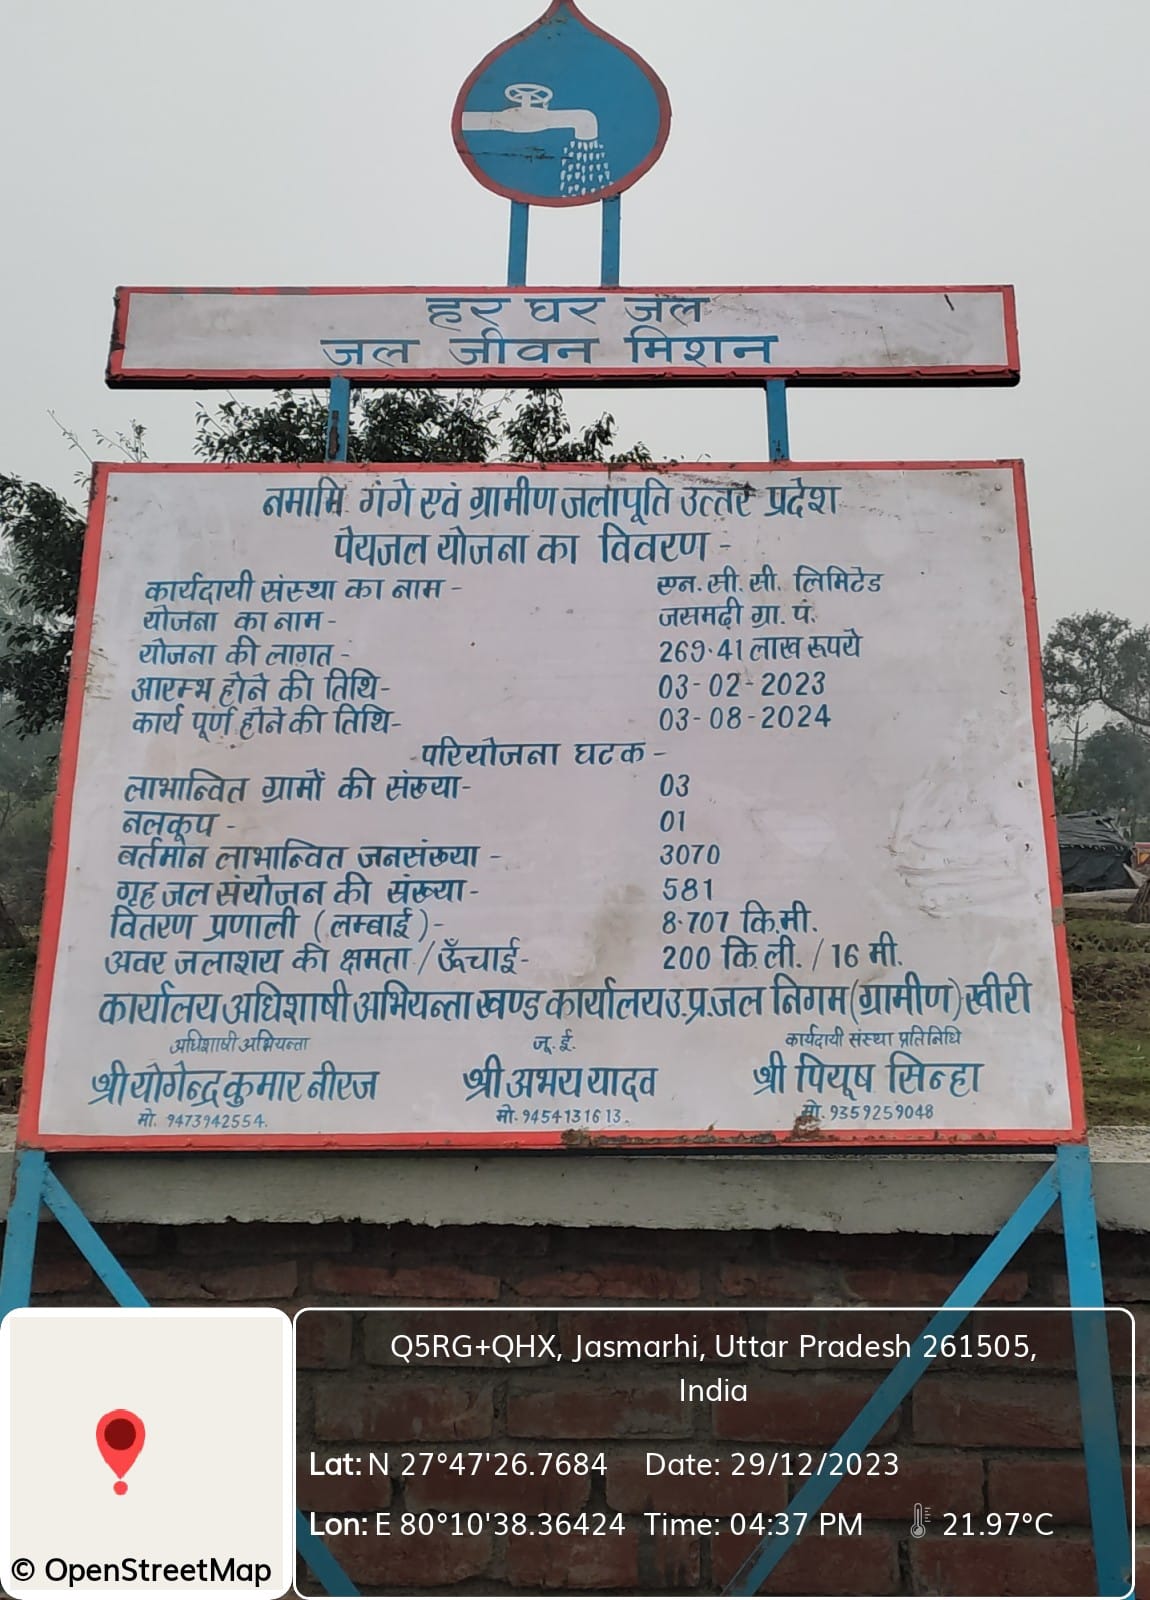 हर घर जल
जल जीवन मिशन
नमामि गंगे एवं ग्रामीण जलापूर्ति उत्तर प्रदेश
पेयजल योजना का विवरण -
कार्यदायी संस्था का नाम - एन. सी. सी. लिमिटेड
योजना का नाम - जसमढ़ी ग्रा. पं.
योजना की लागत - 269.41 लाख रूपये
आरम्भ होने की तिथि- 03-02-2023
कार्य पूर्ण होने की तिथि- 03-08-2024
परियोजना घटक -
लाभान्वित ग्रामों की संख्या- 03
नलकूप - 01
वर्तमान लाभान्वित जनसंख्या - 3070
गृह जल संयोजन की संख्या- 581
वितरण प्रणाली (लम्बाई)- 8.707 कि.मी.
अवर जलाशय की क्षमता / ऊँचाई- 200 कि.ली. / 16 मी.
कार्यालय अधिशाषी अभियन्ता खण्ड कार्यालय उ.प्र. जल निगम (ग्रामीण) खीरी
अधिशाषी अभियन्ता जू. ई. कार्यदायी संस्था प्रतिनिधि
श्री योगेन्द्र कुमार नीरज श्री अभय यादव श्री पियूष सिन्हा
मो. 9473942554. मो. 9454131613. मो. 9359259048
Q5RG+QHX, Jasmarhi, Uttar Pradesh 261505,
India
Lat: N 27°47'26.7684 Date: 29/12/2023
Lon: E 80°10'38.36424 Time: 04:37 PM 21.97°C
© OpenStreetMap